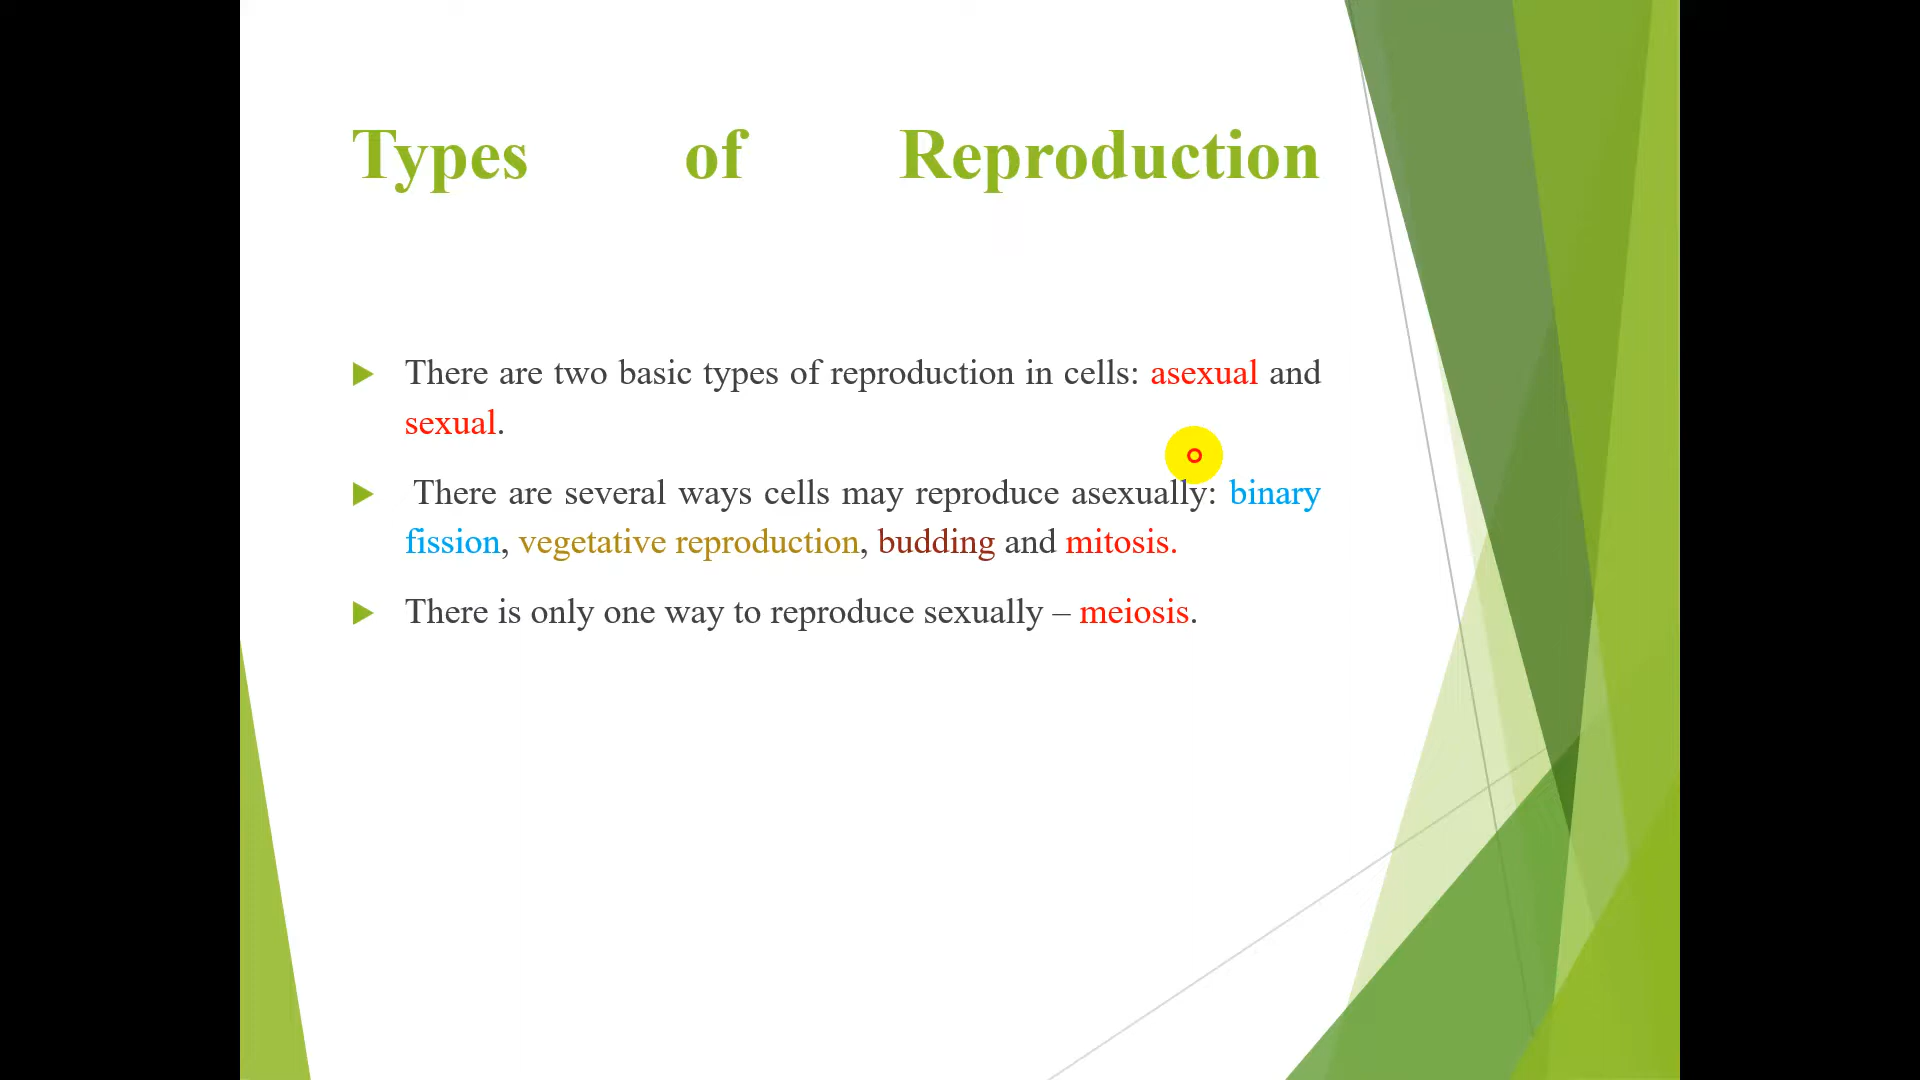 Types of Reproduction
There are two basic types of reproduction in cells: asexual and
sexual.
There are several ways cells may reproduce asexually: binary
fission, vegetative reproduction, budding and mitosis.
There is only one way to reproduce sexually – meiosis.